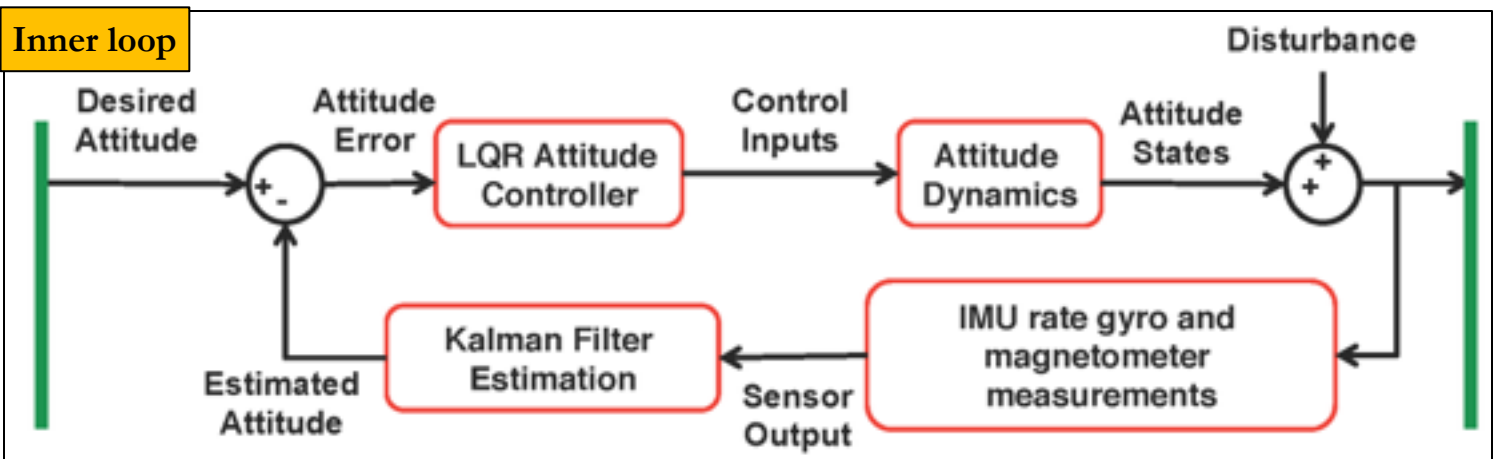 Inner loop
Disturbance
Desired
Attitude
Attitude
Error
LQR Attitude
Controller
Control
Inputs
Attitude
Dynamics
Attitude
States
+
-
+
+
Kalman Filter
Estimation
IMU rate gyro and
magnetometer
measurements
Estimated
Attitude
Sensor
Output